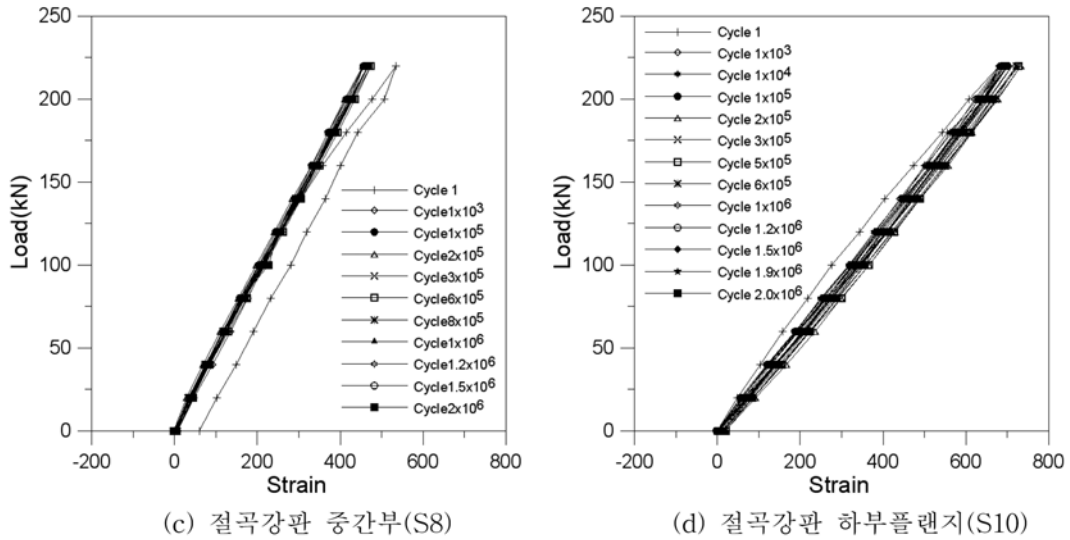 250
200
150
100
50
0
Load(kN)
-200 0 200 400 600 800
Strain
Cycle 1
Cycle1x10³
Cycle1x10⁵
Cycle2x10⁵
Cycle3x10⁵
Cycle6x10⁵
Cycle8x10⁵
Cycle1x10⁶
Cycle1.2x10⁶
Cycle1.5x10⁶
Cycle2x10⁶
(c) 절곡강판 중간부(S8)
250
200
150
100
50
0
Load(kN)
-200 0 200 400 600 800
Strain
Cycle 1
Cycle 1x10³
Cycle 1x10⁴
Cycle 1x10⁵
Cycle 2x10⁵
Cycle 3x10⁵
Cycle 5x10⁵
Cycle 6x10⁵
Cycle 1x10⁶
Cycle 1.2x10⁶
Cycle 1.5x10⁶
Cycle 1.9x10⁶
Cycle 2.0x10⁶
(d) 절곡강판 하부플랜지(S10)